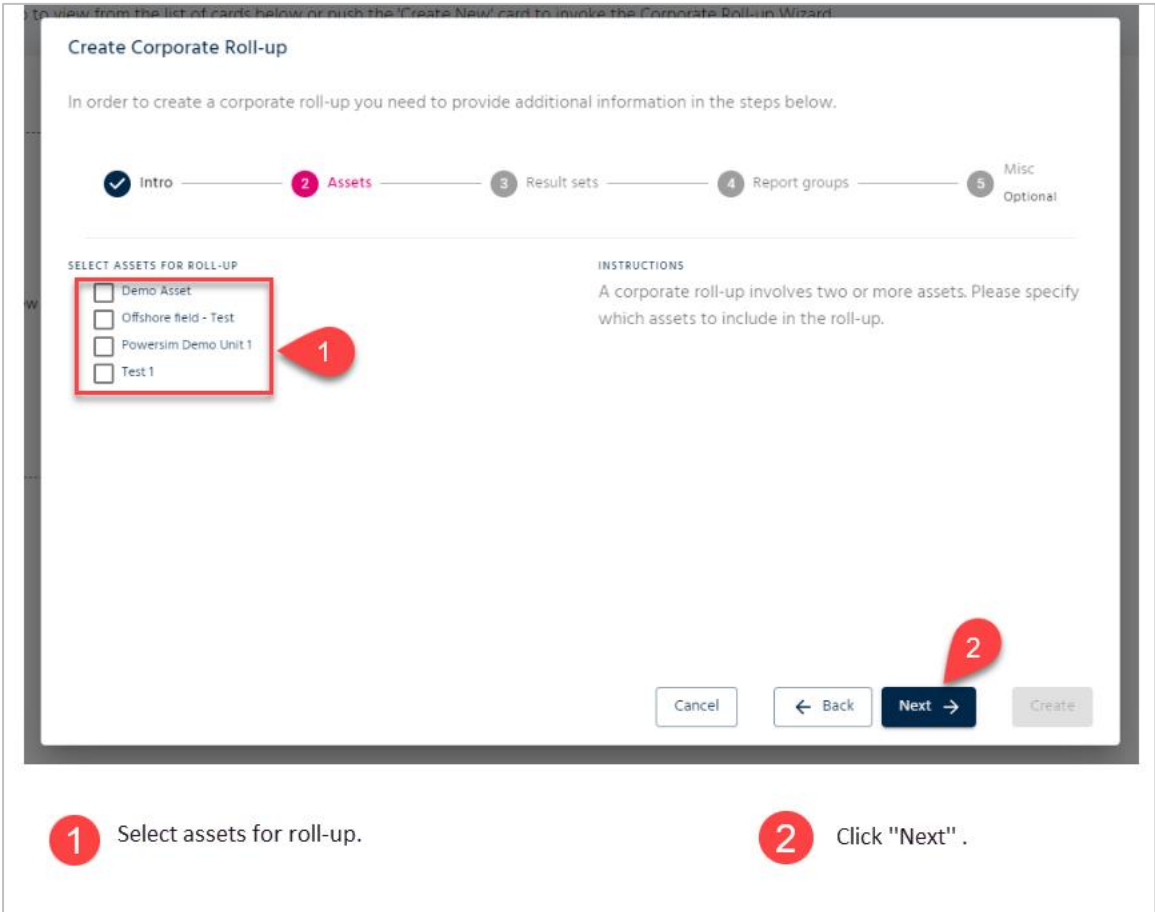 to view from the list of cards below or push the 'Create New' card to invoke the Corporate Roll-up Wizard
Create Corporate Roll-up
In order to create a corporate roll-up you need to provide additional information in the steps below.
Intro 2 Assets 3 Result sets 4 Report groups 5 Misc
Optional
SELECT ASSETS FOR ROLL-UP
Demo Asset
Offshore field - Test
Powersim Demo Unit 1
Test 1
1
INSTRUCTIONS
A corporate roll-up involves two or more assets. Please specify
which assets to include in the roll-up.
2
Cancel ← Back Next → Create
1 Select assets for roll-up.
2 Click "Next" .